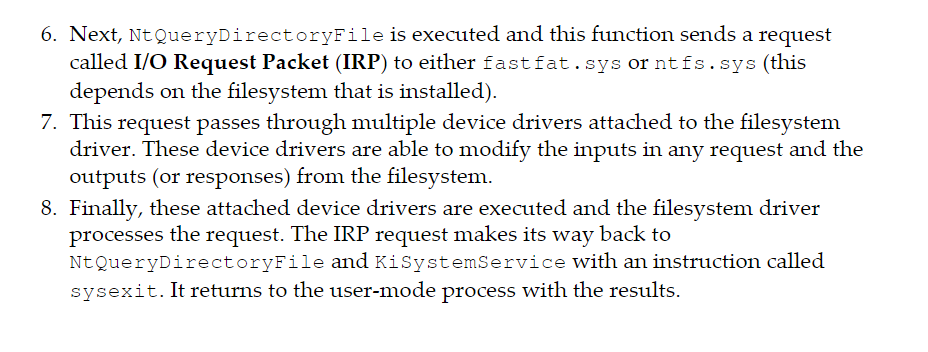 6. Next, NtQueryDirectoryFile is executed and this function sends a request
called I/O Request Packet (IRP) to either fastfat.sys or ntfs.sys (this
depends on the filesystem that is installed).
7. This request passes through multiple device drivers attached to the filesystem
driver. These device drivers are able to modify the inputs in any request and the
outputs (or responses) from the filesystem.
8. Finally, these attached device drivers are executed and the filesystem driver
processes the request. The IRP request makes its way back to
NtQueryDirectoryFile and KiSystemService with an instruction called
sysexit. It returns to the user-mode process with the results.